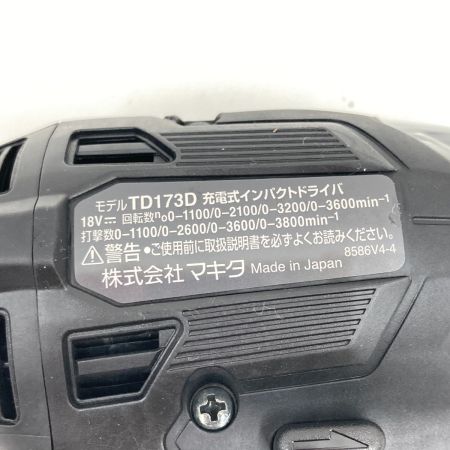 モデル TD173D 充電式インパクトドライバ
18V⎓ 回転数 n₀0-1100/0-2100/0-3200/0-3600min⁻¹
打撃数0-1100/0-2600/0-3600/0-3800min⁻¹
⚠警告 •ご使用前に取扱説明書を必ずよくお読みください。
8586V4-4
株式会社 マキタ Made in Japan